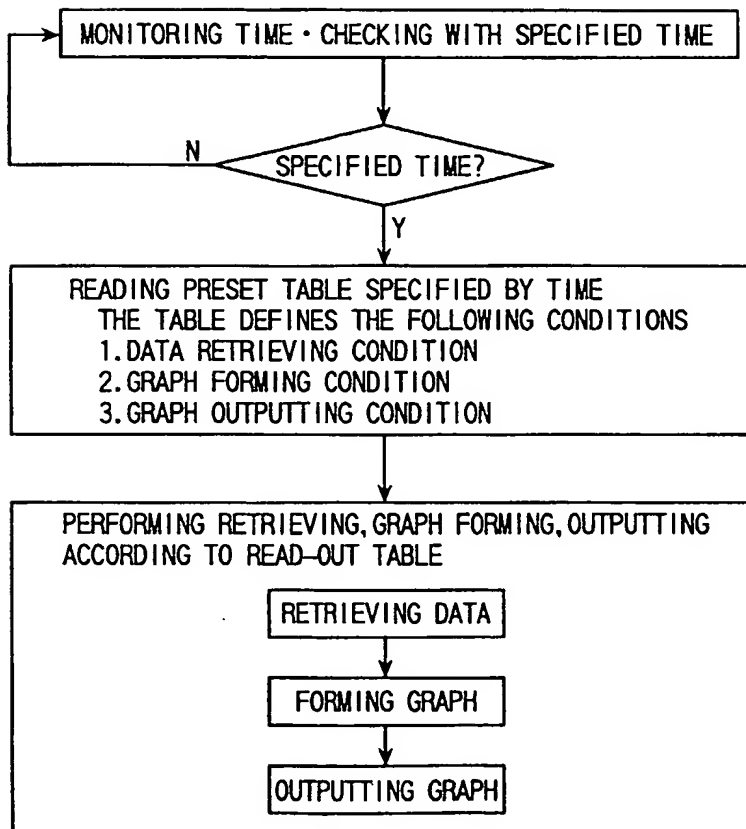 MONITORING TIME・CHECKING WITH SPECIFIED TIME
N
SPECIFIED TIME?
Y
READING PRESET TABLE SPECIFIED BY TIME
THE TABLE DEFINES THE FOLLOWING CONDITIONS
1.DATA RETRIEVING CONDITION
2.GRAPH FORMING CONDITION
3.GRAPH OUTPUTTING CONDITION
PERFORMING RETRIEVING,GRAPH FORMING,OUTPUTTING
ACCORDING TO READ-OUT TABLE
RETRIEVING DATA
FORMING GRAPH
OUTPUTTING GRAPH